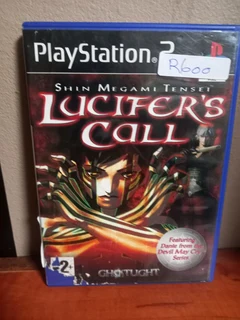 PlayStation 2
R600
SHIN MEGAMI TENSEI
LUCIFER'S
CALL
Featuring
Dante from the
Devil May Cry
Series
12+
GHOSTLIGHT